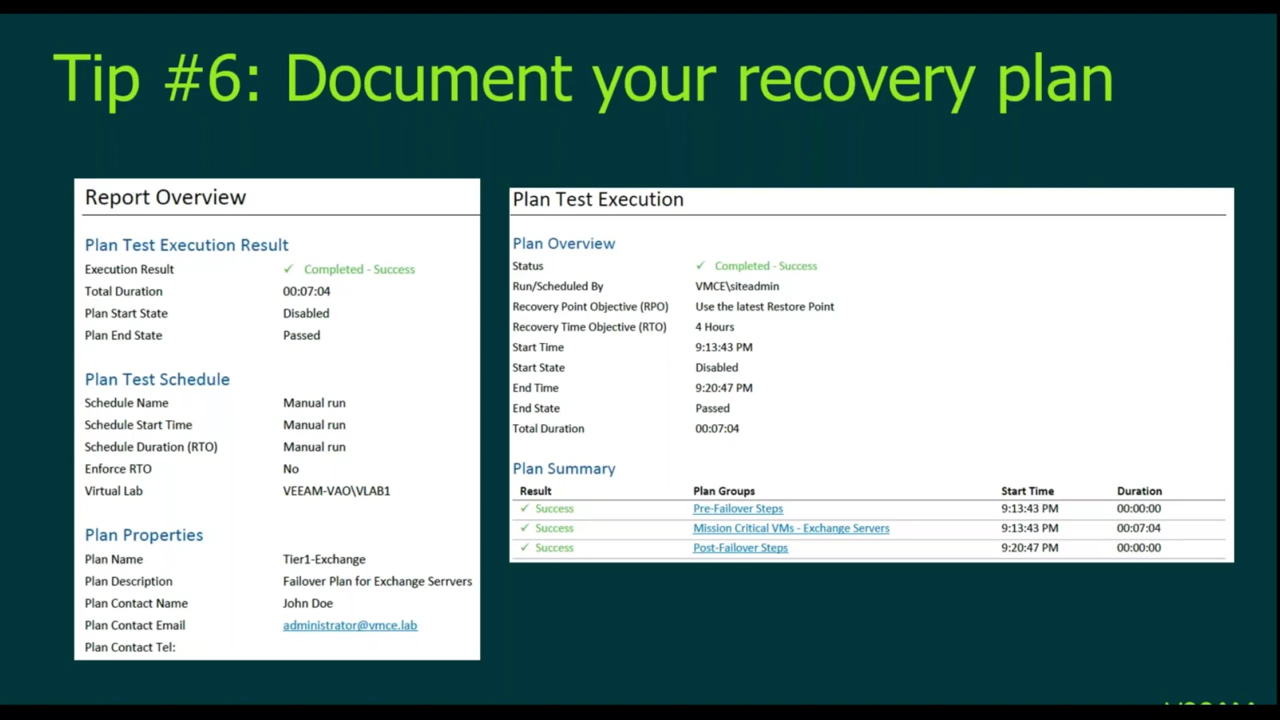 Tip #6: Document your recovery plan
Report Overview
Plan Test Execution Result
Execution Result ✓ Completed - Success
Total Duration 00:07:04
Plan Start State Disabled
Plan End State Passed
Plan Test Schedule
Schedule Name Manual run
Schedule Start Time Manual run
Schedule Duration (RTO) Manual run
Enforce RTO No
Virtual Lab VEEAM-VAO\VLAB1
Plan Properties
Plan Name Tier1-Exchange
Plan Description Failover Plan for Exchange Serrvers
Plan Contact Name John Doe
Plan Contact Email administrator@vmce.lab
Plan Contact Tel:
Plan Test Execution
Plan Overview
Status ✓ Completed - Success
Run/Scheduled By VMCE\siteadmin
Recovery Point Objective (RPO) Use the latest Restore Point
Recovery Time Objective (RTO) 4 Hours
Start Time 9:13:43 PM
Start State Disabled
End Time 9:20:47 PM
End State Passed
Total Duration 00:07:04
Plan Summary
Result Plan Groups Start Time Duration
✓ Success Pre-Failover Steps 9:13:43 PM 00:00:00
✓ Success Mission Critical VMs - Exchange Servers 9:13:43 PM 00:07:04
✓ Success Post-Failover Steps 9:20:47 PM 00:00:00